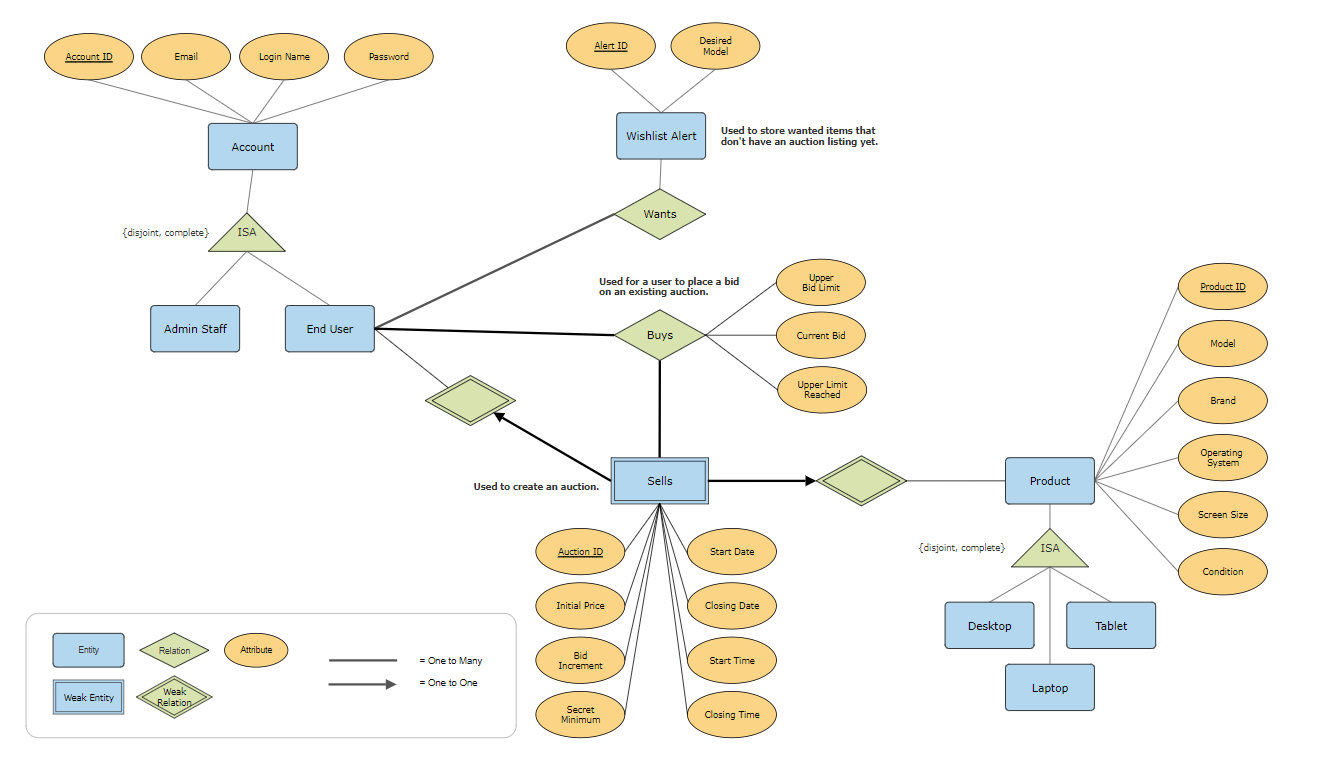 Account ID
Email
Login Name
Password
Account
{disjoint, complete}
ISA
Admin Staff
End User
Alert ID
Desired
Model
Wishlist Alert
Used to store wanted items that
don't have an auction listing yet.
Wants
Used for a user to place a bid
on an existing auction.
Buys
Upper
Bid Limit
Current Bid
Upper Limit
Reached
Used to create an auction.
Sells
Auction ID
Initial Price
Bid
Increment
Secret
Minimum
Start Date
Closing Date
Start Time
Closing Time
Product ID
Model
Brand
Operating
System
Screen Size
Condition
Product
{disjoint, complete}
ISA
Desktop
Tablet
Laptop
Entity
Relation
Attribute
= One to Many
Weak Entity
Weak
Relation
= One to One